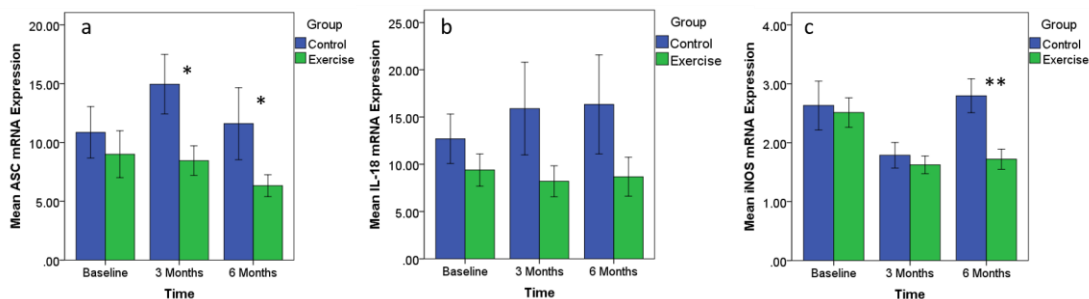 a
Mean ASC mRNA Expression
20.00
15.00
10.00
5.00
.00
Baseline
3 Months
6 Months
Time
Group
Control
Exercise
*
*
b
Mean IL-18 mRNA Expression
25.00
20.00
15.00
10.00
5.00
.00
Baseline
3 Months
6 Months
Time
Group
Control
Exercise
c
Mean iNOS mRNA Expression
4.00
3.00
2.00
1.00
.00
Baseline
3 Months
6 Months
Time
Group
Control
Exercise
**